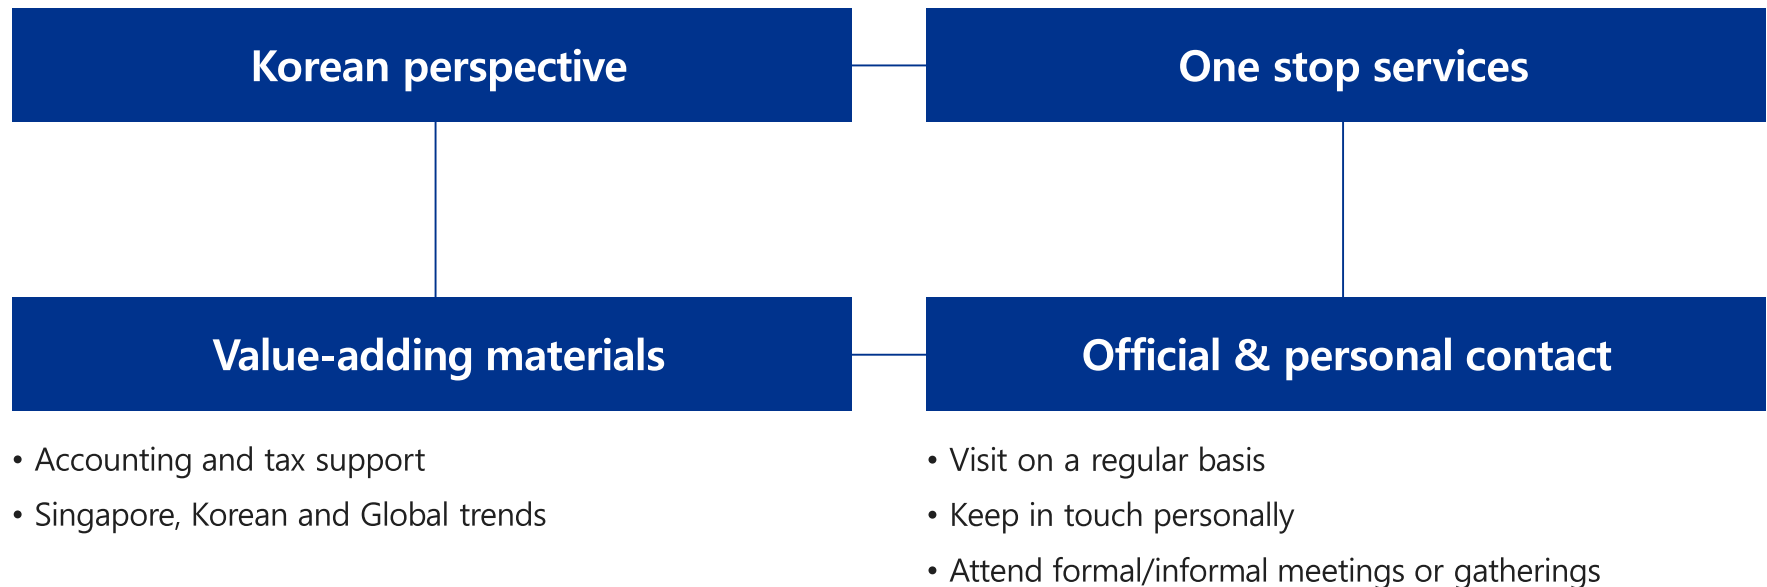 Korean perspective
One stop services
Value-adding materials
Official & personal contact
• Accounting and tax support
• Singapore, Korean and Global trends
• Visit on a regular basis
• Keep in touch personally
• Attend formal/informal meetings or gatherings